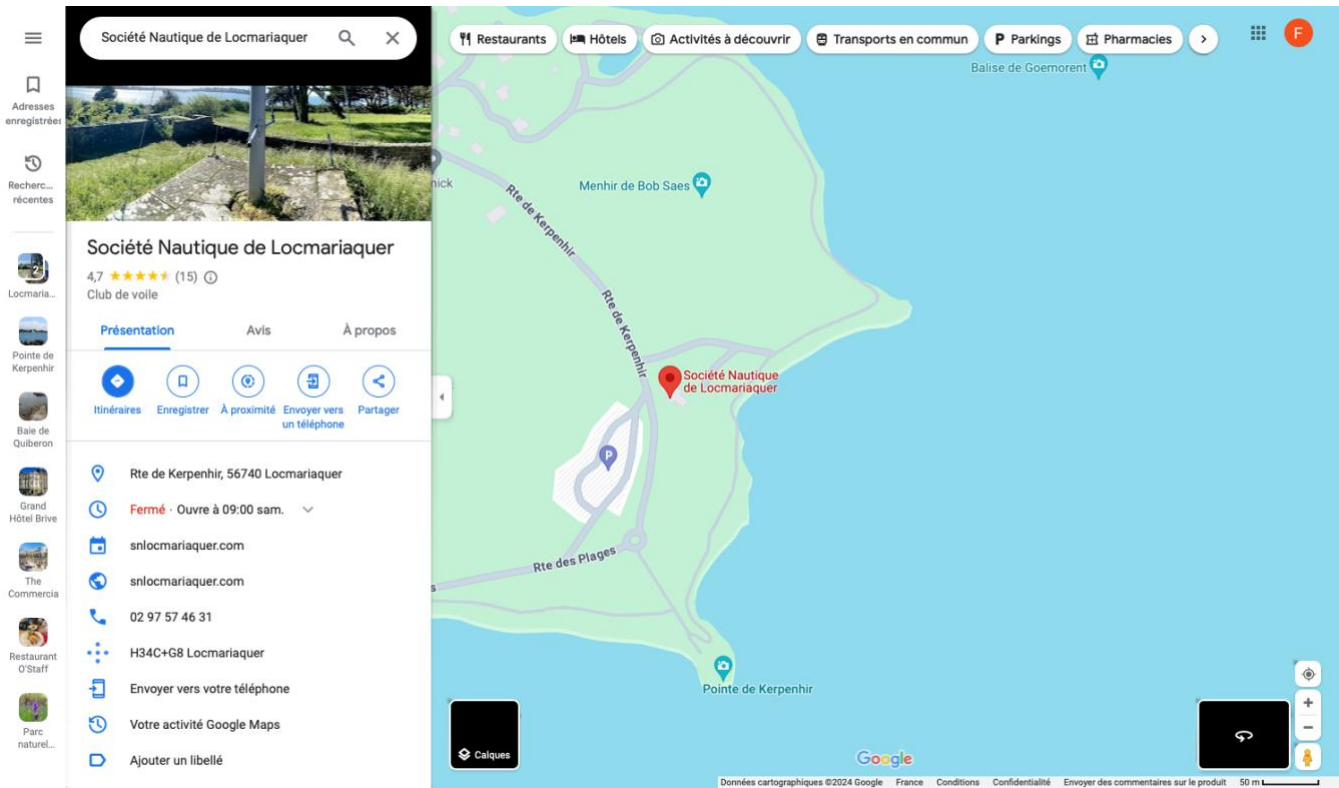 Société Nautique de Locmariaquer
Adresses
enregistrées
Recherc...
récentes
2
Locmaria...
Pointe de
Kerpenhir
Baie de
Quiberon
Grand
Hôtel Brive
The
Commercia
Restaurant
O'Staff
Parc
naturel...
Société Nautique de Locmariaquer
4,7 (15)
Club de voile
Présentation Avis À propos
Itinéraires Enregistrer À proximité Envoyer vers un téléphone Partager
Rte de Kerpenhir, 56740 Locmariaquer
Fermé · Ouvre à 09:00 sam.
snlocmariaquer.com
snlocmariaquer.com
02 97 57 46 31
H34C+G8 Locmariaquer
Envoyer vers votre téléphone
Votre activité Google Maps
Ajouter un libellé
Restaurants Hôtels Activités à découvrir Transports en commun P Parkings Pharmacies
F
Balise de Goemorent
nick
Menhir de Bob Saes
Rte de Kerpenhir
Rte de Kerpenhir
Société Nautique
de Locmariaquer
P
Rte des Plages
s
Pointe de Kerpenhir
Calques
Google
Données cartographiques ©2024 Google France Conditions Confidentialité Envoyer des commentaires sur le produit 50 m